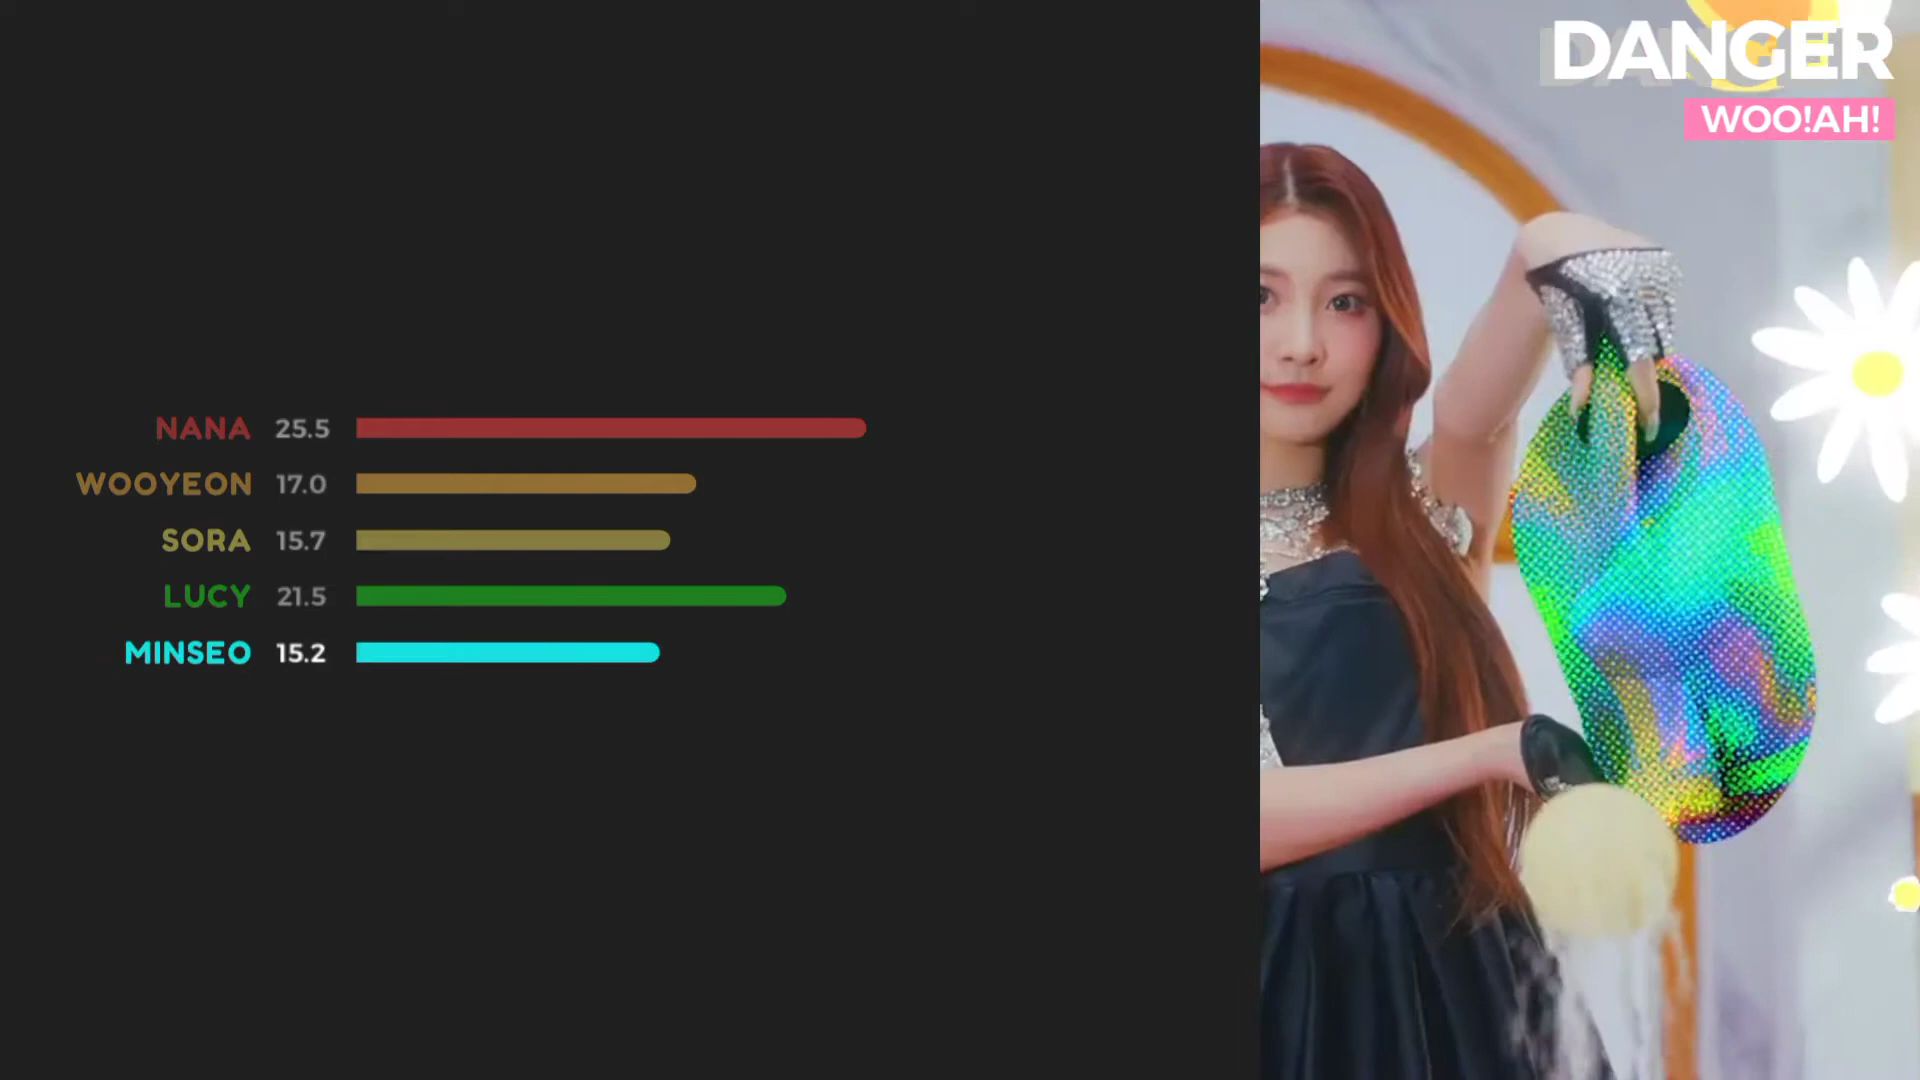 DANGER
WOO!AH!
NANA 25.5
WOOYEON 17.0
SORA 15.7
LUCY 21.5
MINSEO 15.2